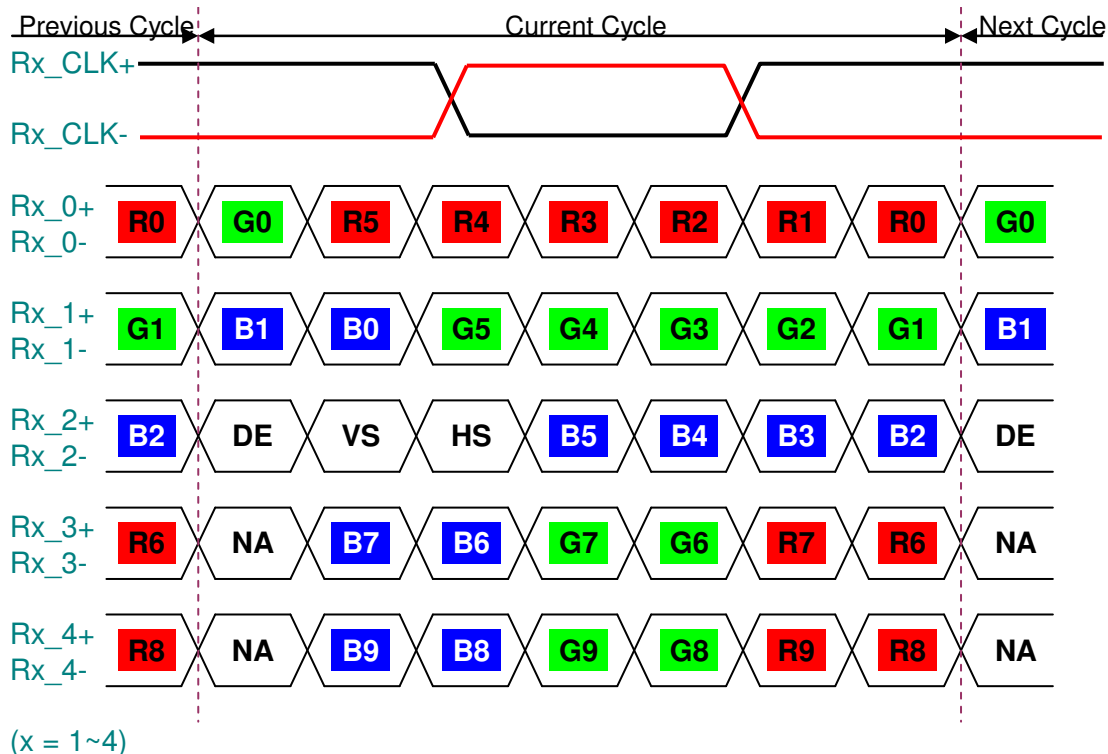 Previous Cycle Current Cycle Next Cycle
Rx_CLK+
Rx_CLK-
Rx_0+
Rx_0-
R0 G0 R5 R4 R3 R2 R1 R0 G0
Rx_1+
Rx_1-
G1 B1 B0 G5 G4 G3 G2 G1 B1
Rx_2+
Rx_2-
B2 DE VS HS B5 B4 B3 B2 DE
Rx_3+
Rx_3-
R6 NA B7 B6 G7 G6 R7 R6 NA
Rx_4+
Rx_4-
R8 NA B9 B8 G9 G8 R9 R8 NA
(x = 1~4)